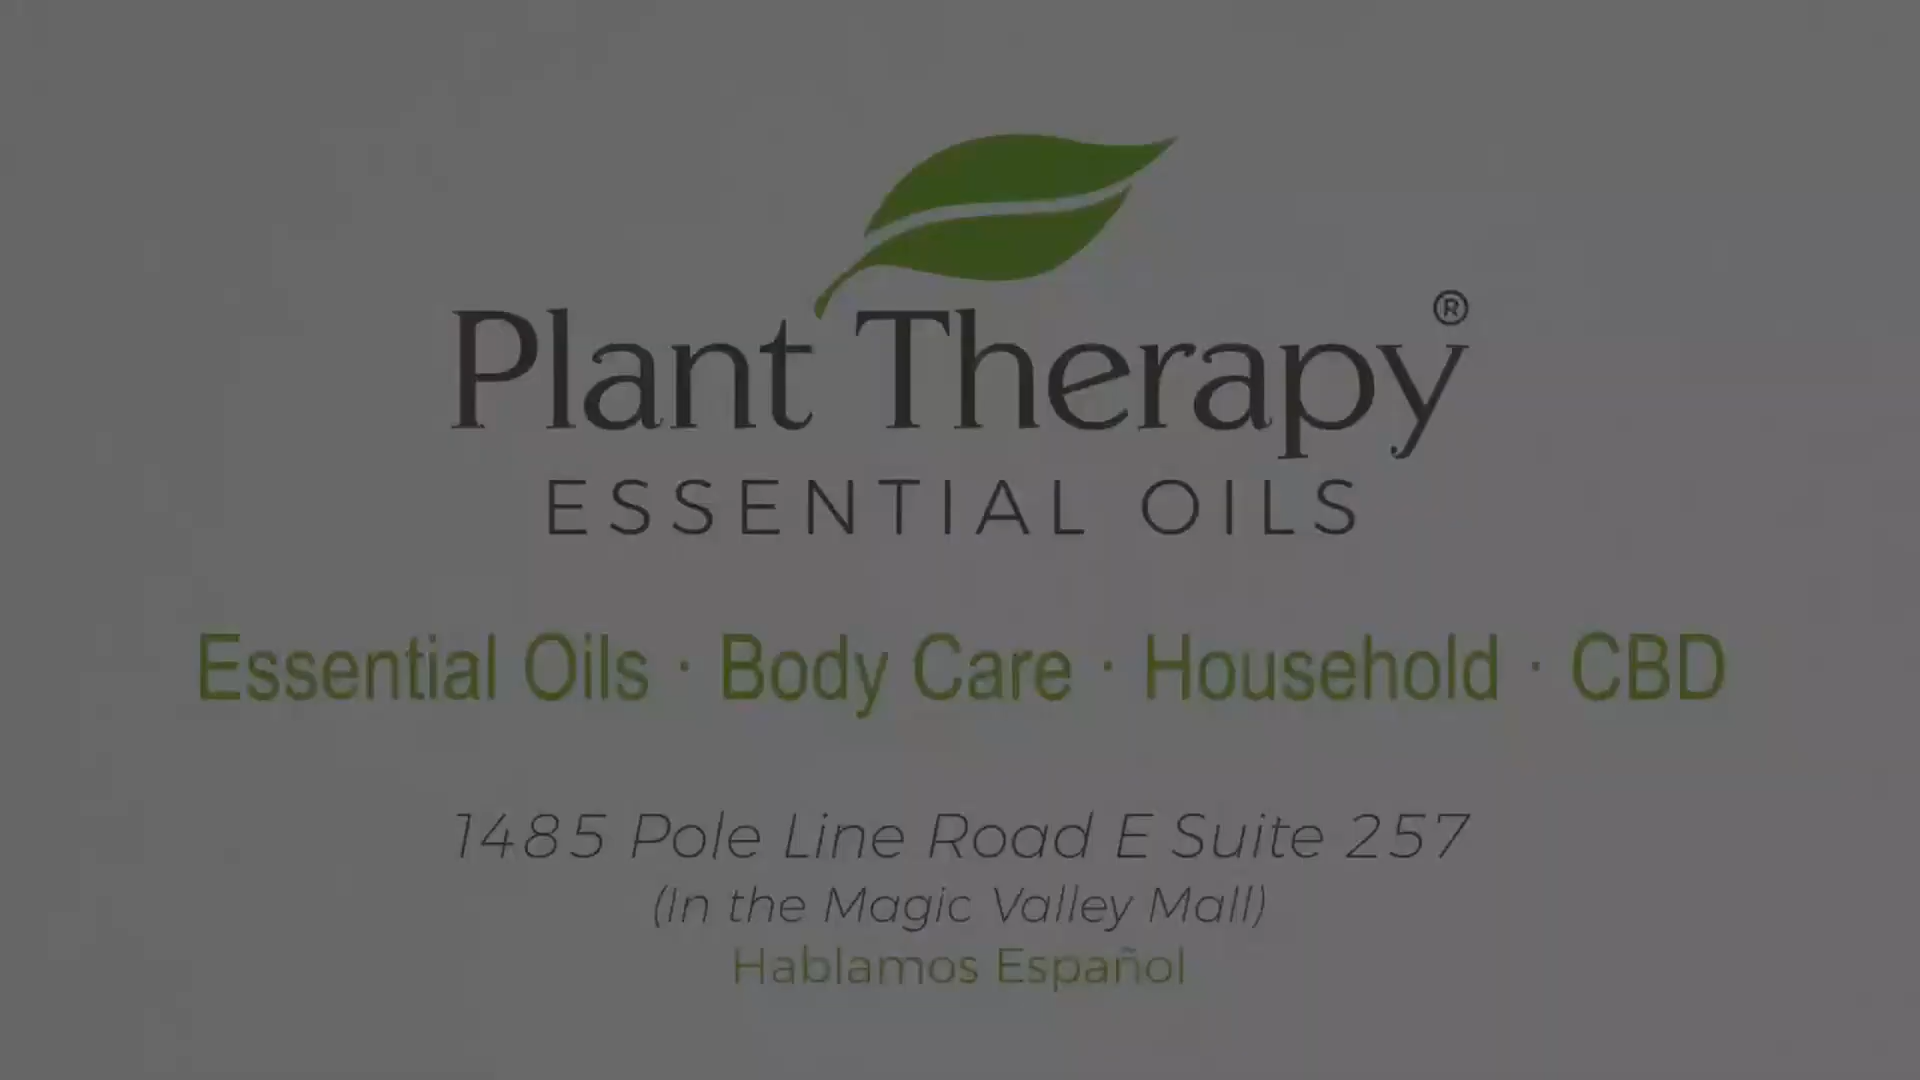 Plant Therapy®
ESSENTIAL OILS
Essential Oils · Body Care · Household · CBD
1485 Pole Line Road E Suite 257
(In the Magic Valley Mall)
Hablamos Español